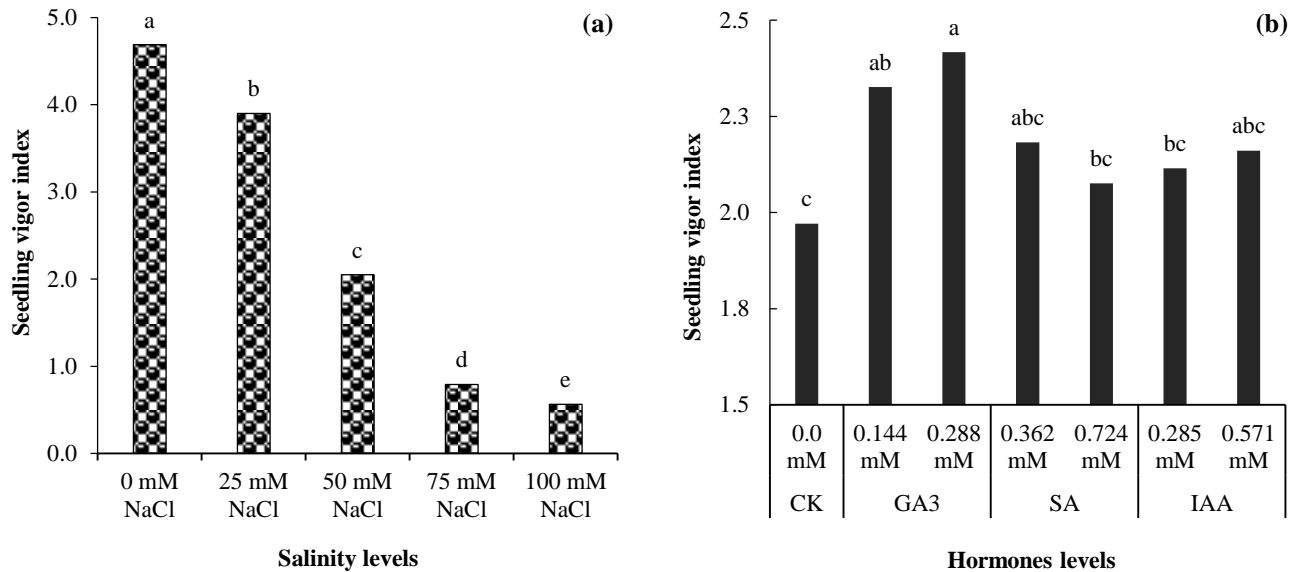 (a)
Seedling vigor index
5.0
4.0
3.0
2.0
1.0
0.0
a
b
c
d
e
0 mM
NaCl
25 mM
NaCl
50 mM
NaCl
75 mM
NaCl
100 mM
NaCl
Salinity levels
(b)
Seedling vigor index
2.5
2.3
2.0
1.8
1.5
c
ab
a
abc
bc
bc
abc
0.0
mM
0.144
mM
0.288
mM
0.362
mM
0.724
mM
0.285
mM
0.571
mM
CK
GA3
SA
IAA
Hormones levels